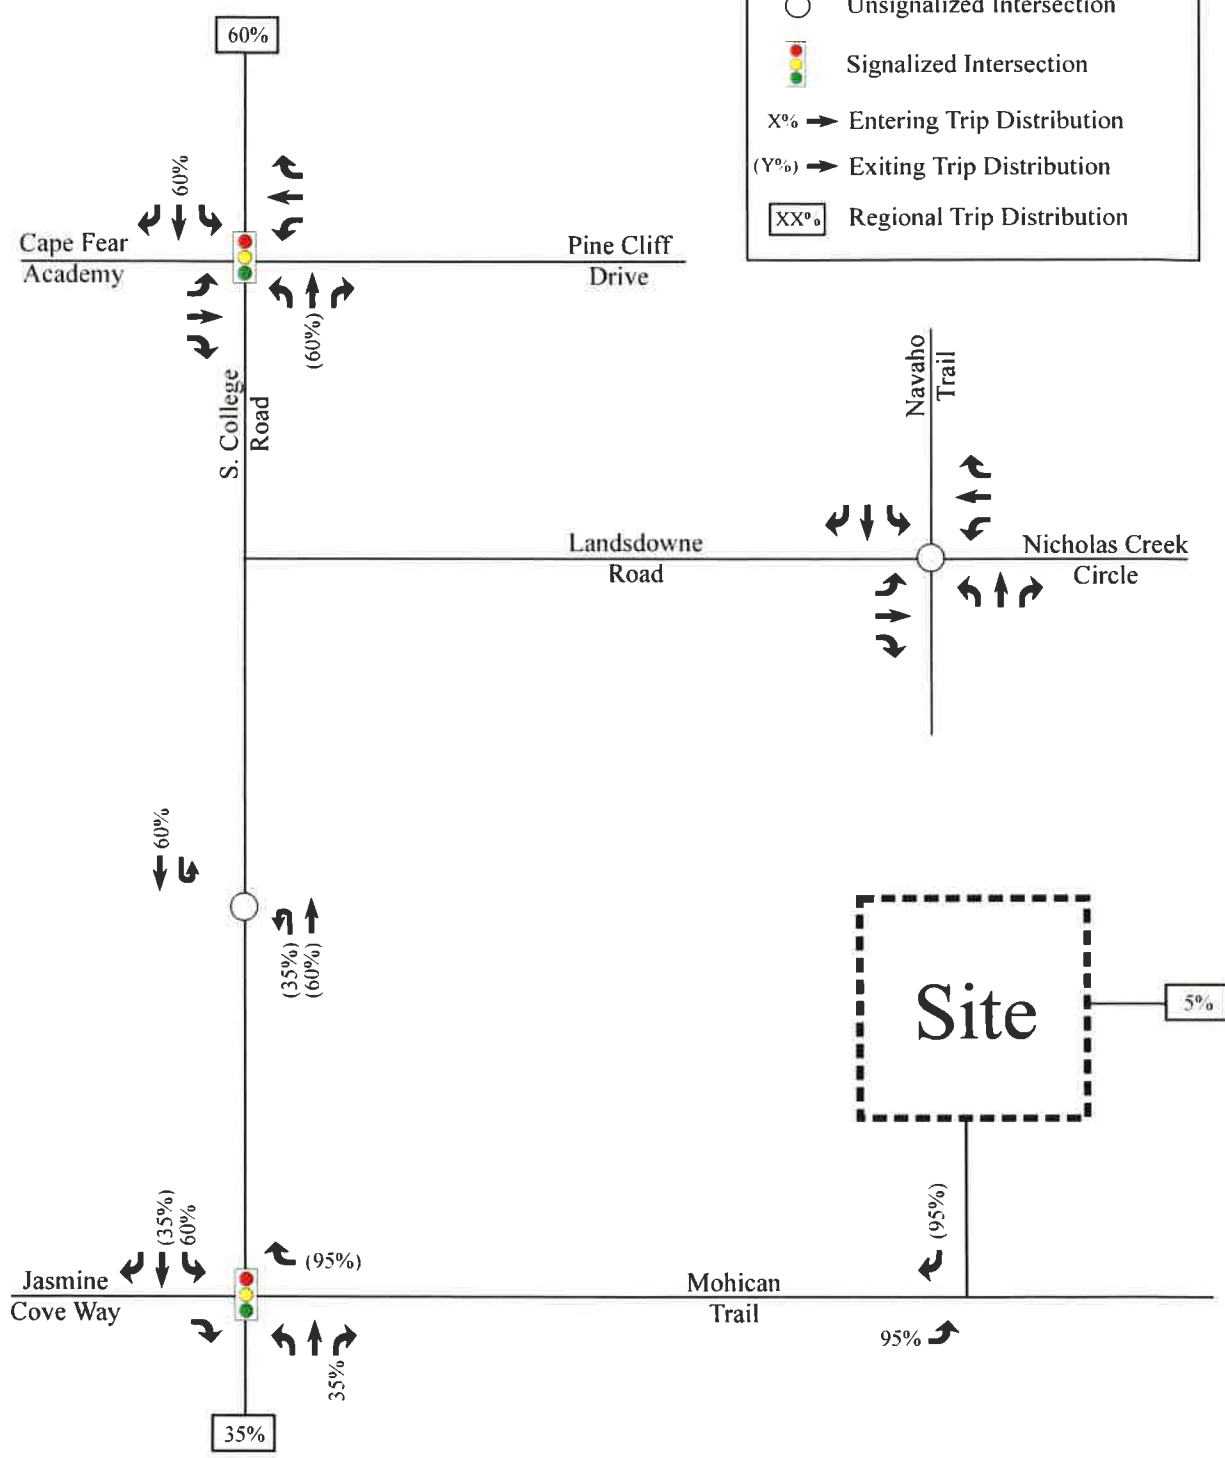 60%
Unsignalized Intersection
Signalized Intersection
X% Entering Trip Distribution
(Y%) Exiting Trip Distribution
XX% Regional Trip Distribution
60%
Cape Fear
Academy
Pine Cliff
Drive
(60%)
S. College
Road
Navaho
Trail
Landsdowne
Road
Nicholas Creek
Circle
60%
(35%)
(60%)
Site
5%
(35%)
60%
(95%)
(95%)
Jasmine
Cove Way
Mohican
Trail
95%
35%
35%